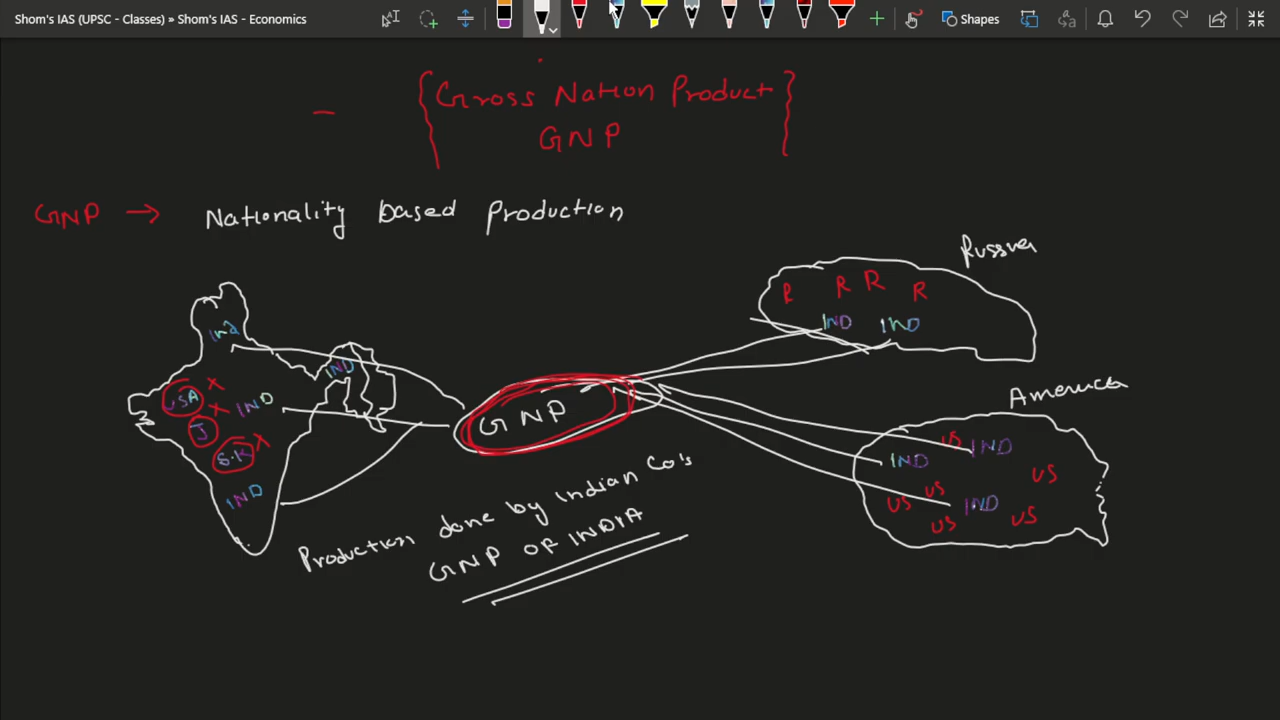 Shom's IAS (UPSC - Classes) » Shom's IAS - Economics
Shapes
- {Gross Nation Product}
GNP
GNP → Nationality based Production
Russia
R R R R
IND IND
America
US IND
IND US
US US IND
US US
Ind
IND
USA X
X IND
J
S.K X
IND
GNP
Production done by Indian Co's
GNP OF INDIA